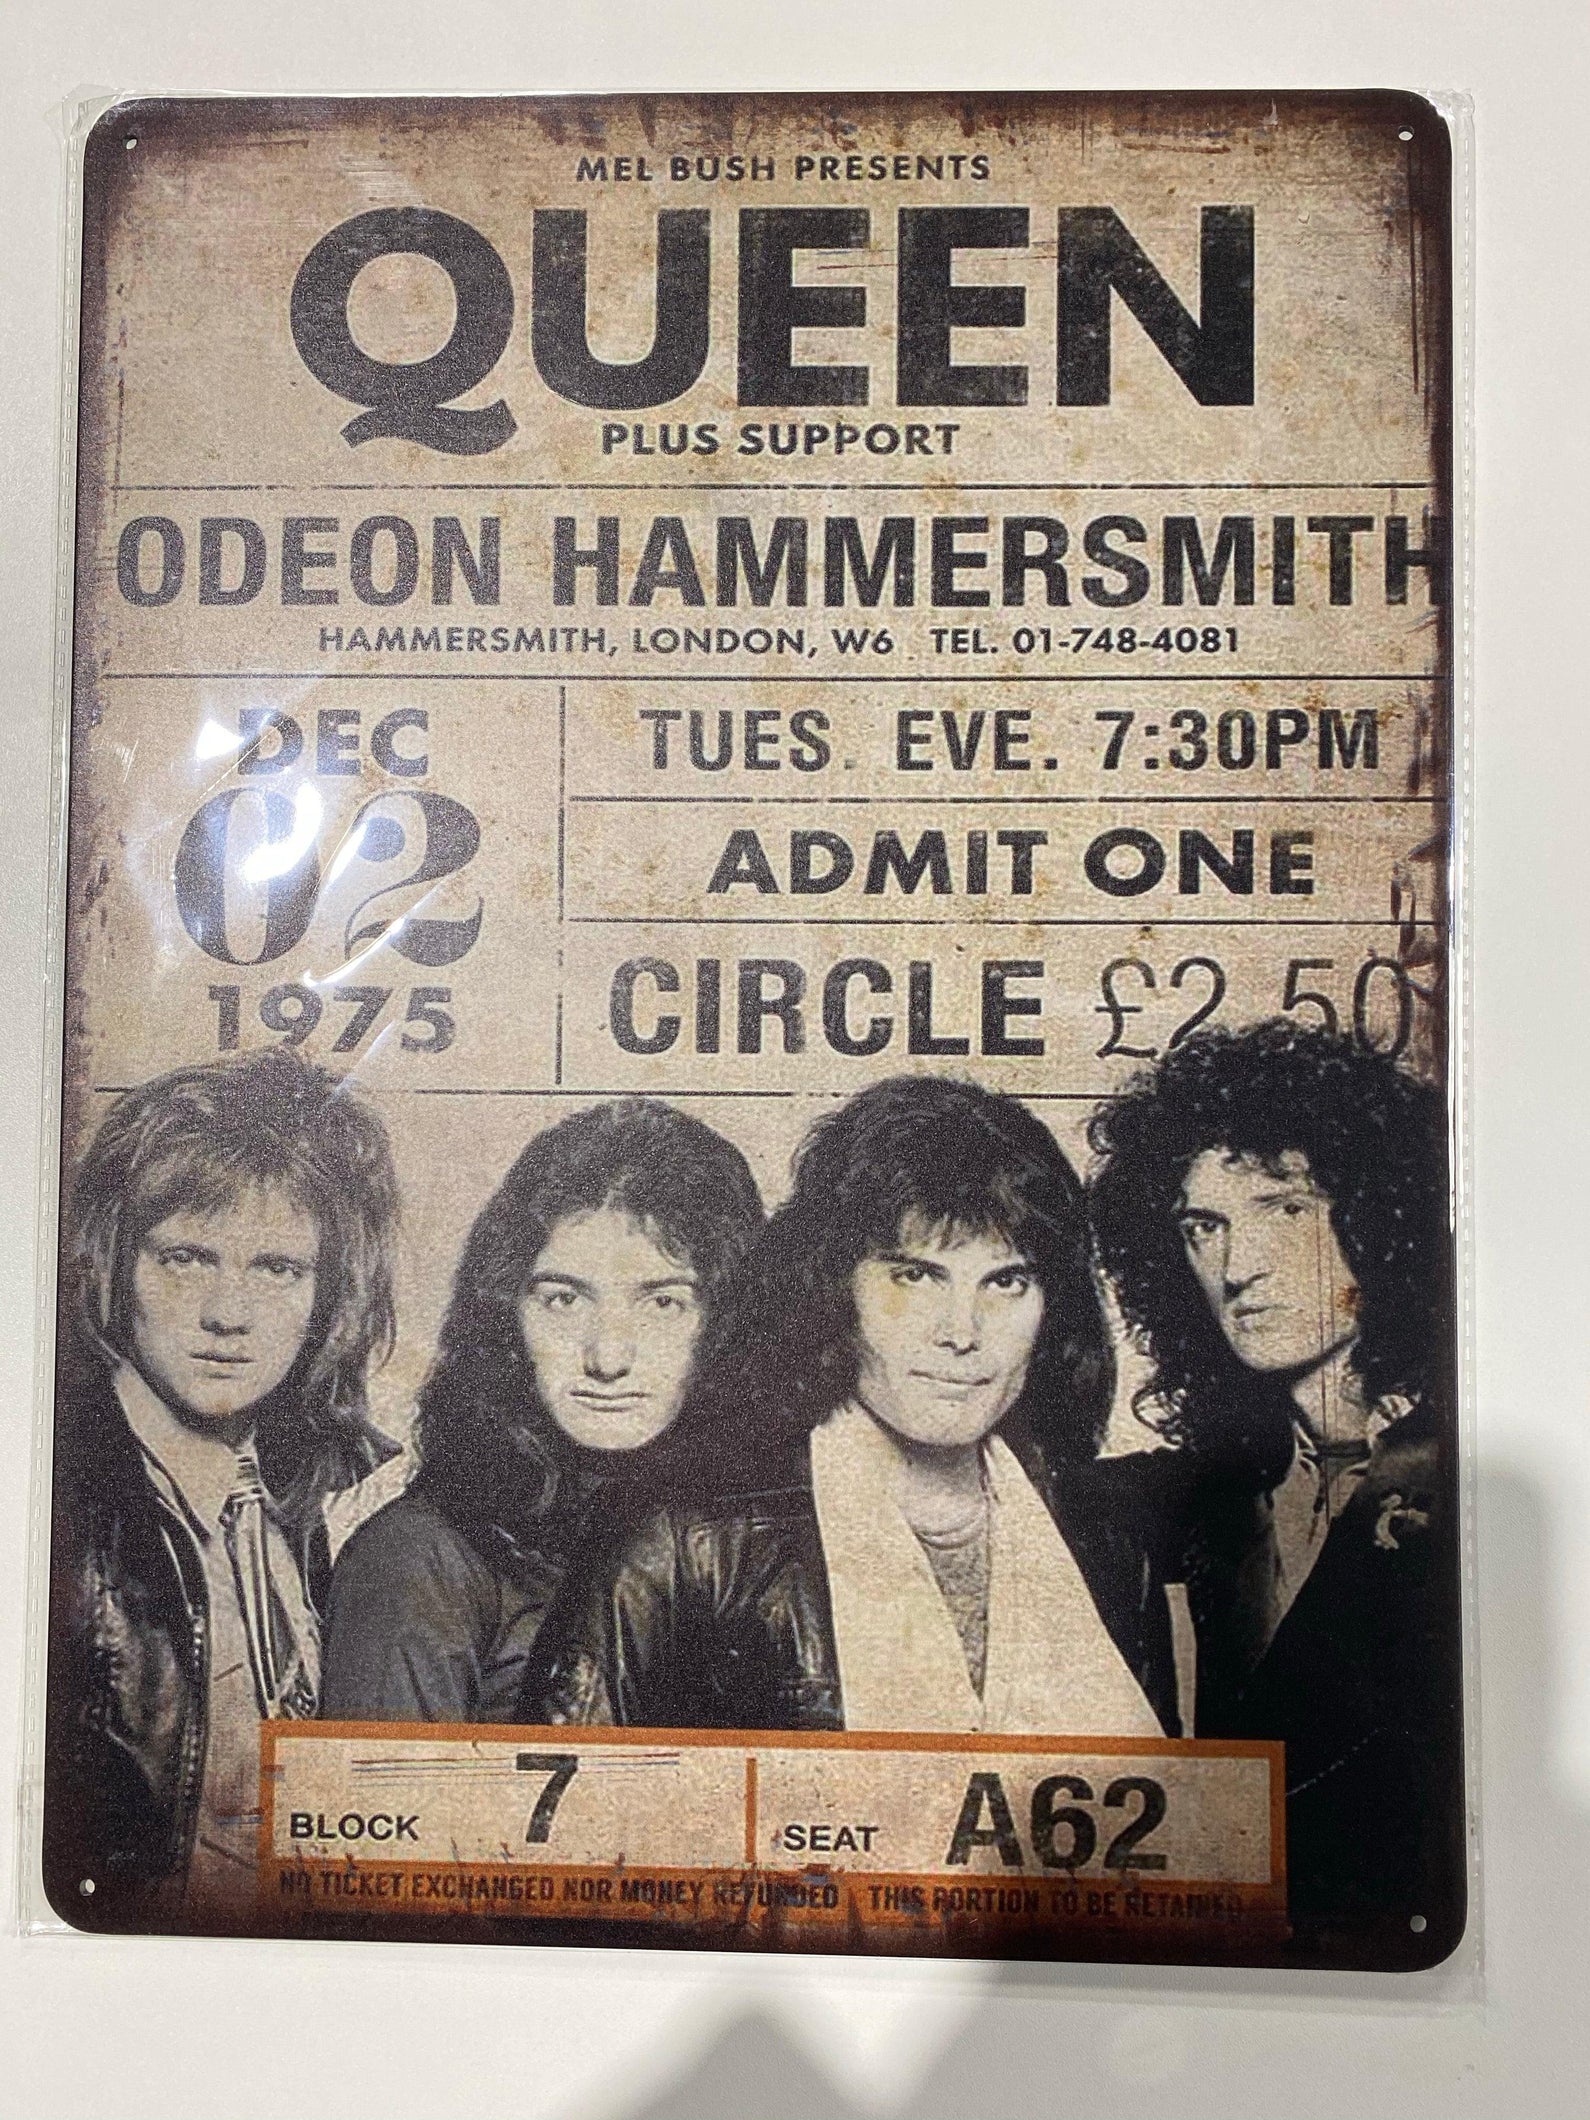 MEL BUSH PRESENTS
QUEEN
PLUS SUPPORT
ODEON HAMMERSMITH
HAMMERSMITH, LONDON, W6 TEL. 01-748-4081
DEC
02
1975
TUES. EVE. 7:30PM
ADMIT ONE
CIRCLE £2.50
BLOCK 7
SEAT A62
NO TICKET EXCHANGED NOR MONEY REFUNDED THIS PORTION TO BE RETAINED